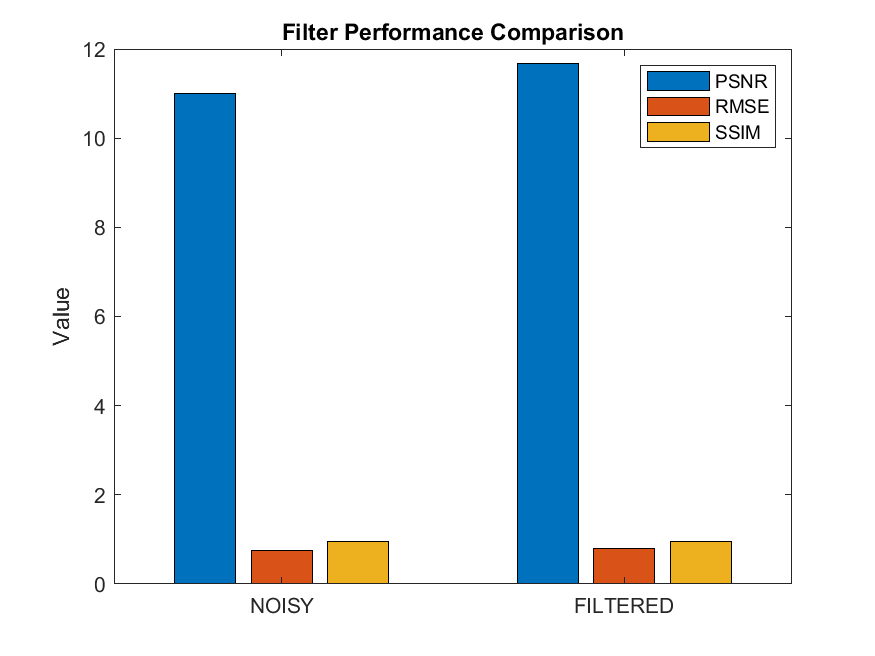 Filter Performance Comparison
12
10
8
6
4
2
0
Value
PSNR
RMSE
SSIM
NOISY
FILTERED